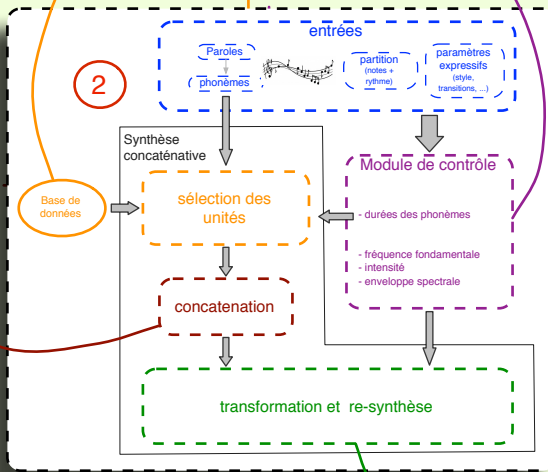 entrées
Paroles
phonèmes
partition
(notes +
rythme)
paramètres
expressifs
(style,
transitions, ...)
2
Synthèse
concaténative
Module de contrôle
Base de
données
sélection des
unités
- durées des phonèmes
- fréquence fondamentale
- intensité
- enveloppe spectrale
concatenation
transformation et re-synthèse